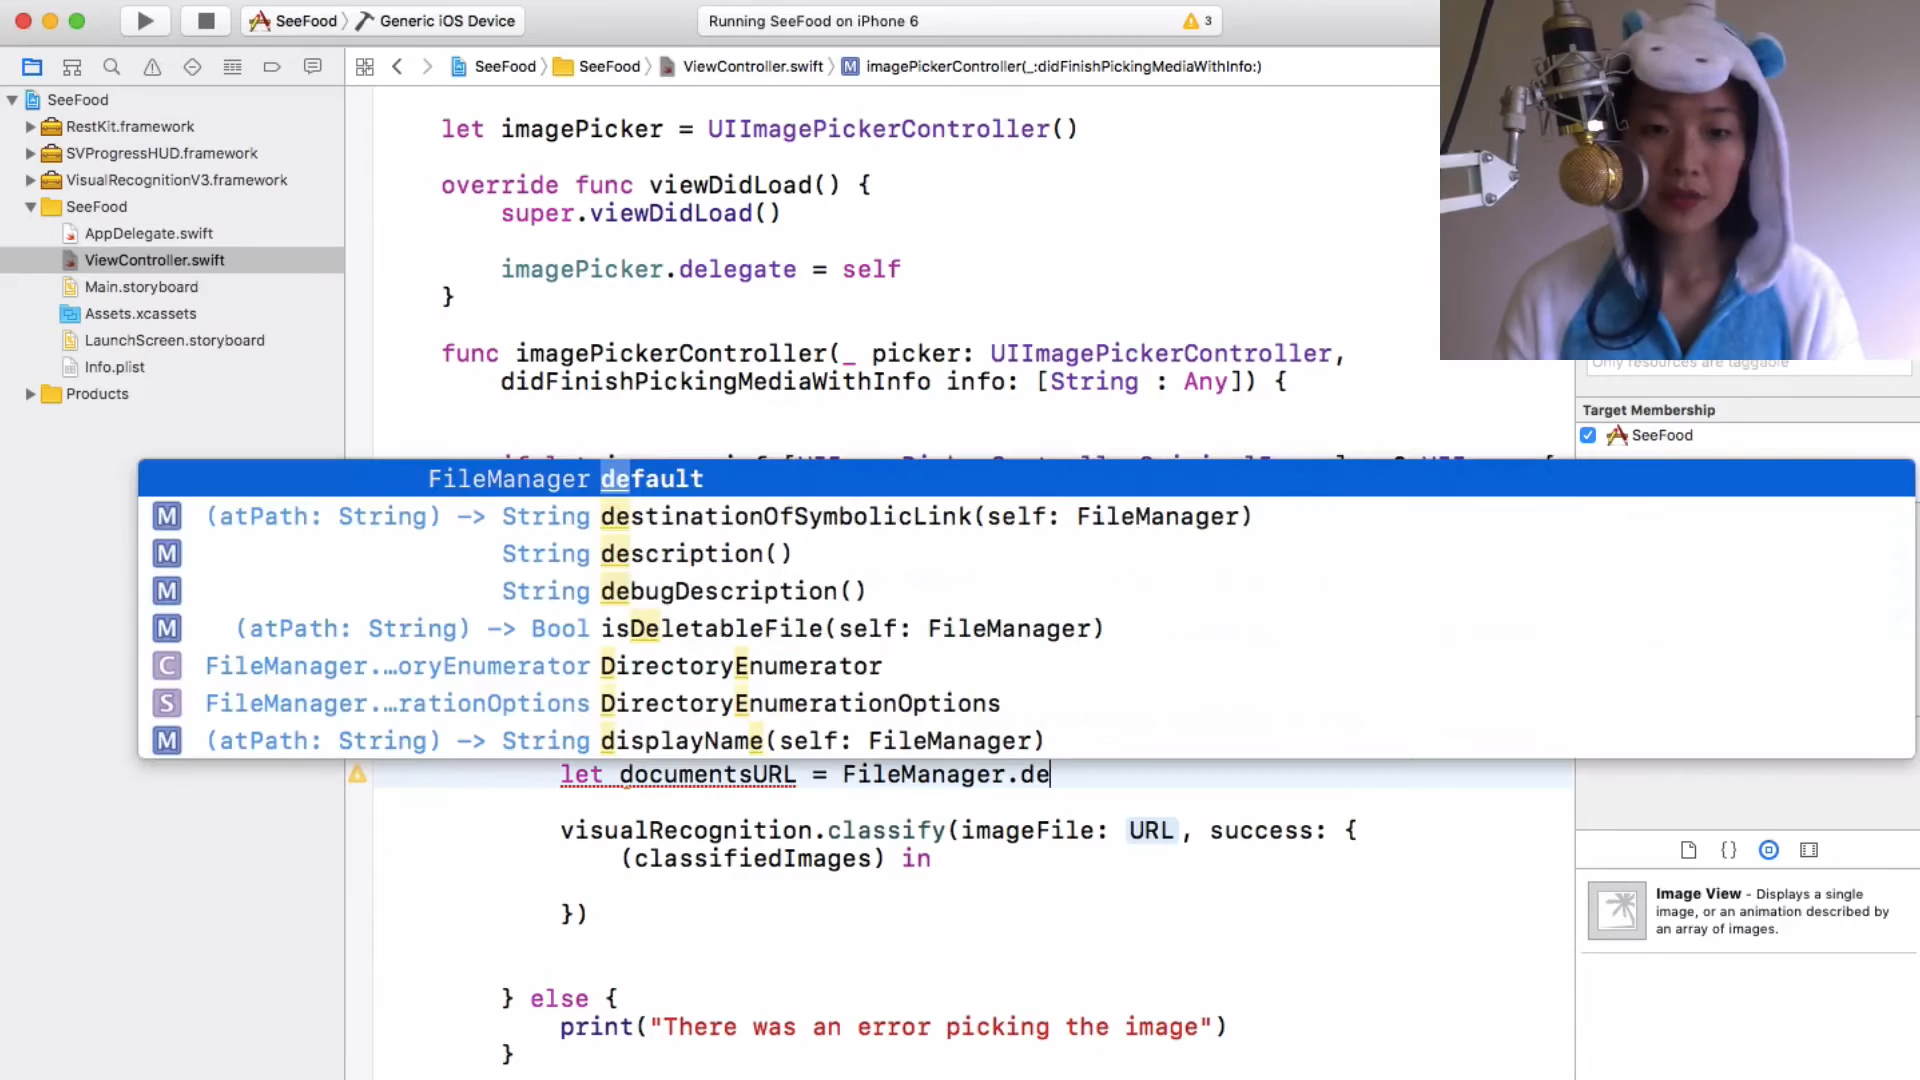 SeeFood
Generic iOS Device
Running SeeFood on iPhone 6
3
SeeFood
SeeFood
ViewController.swift
M
imagePickerController(_:didFinishPickingMediaWithInfo:)
SeeFood
RestKit.framework
SVProgressHUD.framework
VisualRecognitionV3.framework
SeeFood
AppDelegate.swift
ViewController.swift
Main.storyboard
Assets.xcassets
LaunchScreen.storyboard
Info.plist
Products
let imagePicker = UIImagePickerController()
override func viewDidLoad() {
super.viewDidLoad()
imagePicker.delegate = self
}
func imagePickerController(_ picker: UIImagePickerController,
didFinishPickingMediaWithInfo info: [String : Any]) {
FileManager default
M (atPath: String) -> String destinationOfSymbolicLink(self: FileManager)
M String description()
M String debugDescription()
M (atPath: String) -> Bool isDeletableFile(self: FileManager)
C FileManager.…oryEnumerator DirectoryEnumerator
S FileManager.…rationOptions DirectoryEnumerationOptions
M (atPath: String) -> String displayName(self: FileManager)
let documentsURL = FileManager.de
visualRecognition.classify(imageFile: URL, success: {
(classifiedImages) in
})
} else {
print("There was an error picking the image")
}
Only resources are taggable
Target Membership
SeeFood
{}
Image View - Displays a single
image, or an animation described by
an array of images.